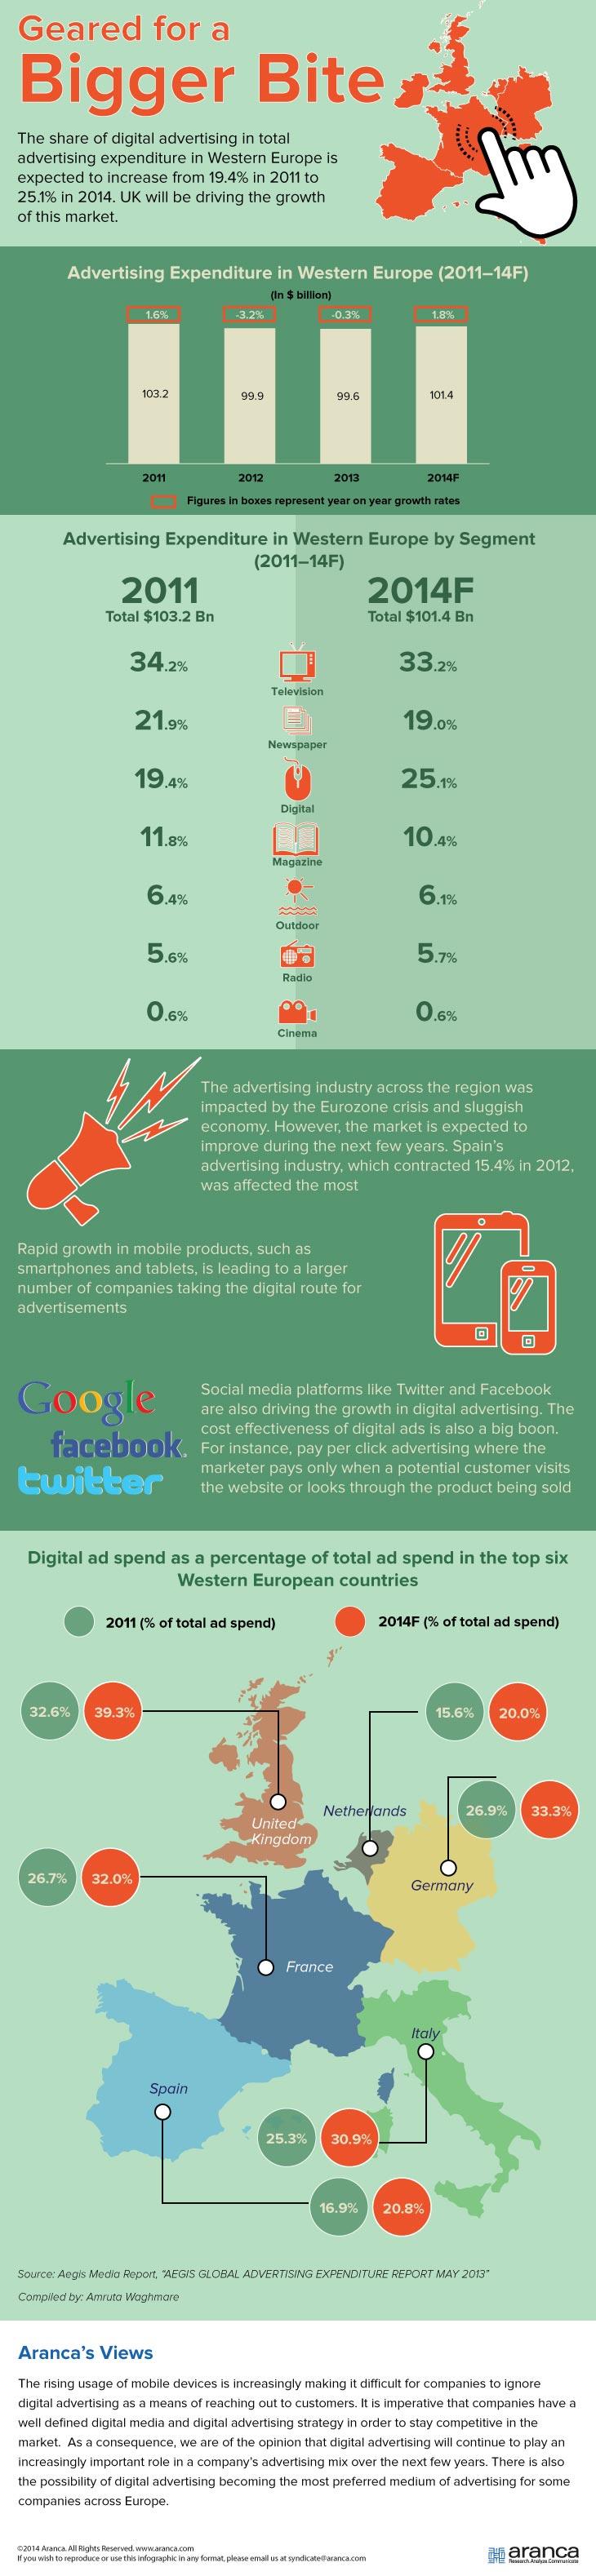 Geared for a
Bigger Bite
The share of digital advertising in total
advertising expenditure in Western Europe is
expected to increase from 19.4% in 2011 to
25.1% in 2014. UK will be driving the growth
of this market.
Advertising Expenditure in Western Europe (2011–14F)
(In $ billion)
1.6% -3.2% -0.3% 1.8%
103.2 99.9 99.6 101.4
2011 2012 2013 2014F
Figures in boxes represent year on year growth rates
Advertising Expenditure in Western Europe by Segment
(2011–14F)
2011 2014F
Total $103.2 Bn Total $101.4 Bn
34.2% 33.2%
Television
21.9% 19.0%
Newspaper
19.4% 25.1%
Digital
11.8% 10.4%
Magazine
6.4% 6.1%
Outdoor
5.6% 5.7%
Radio
0.6% 0.6%
Cinema
The advertising industry across the region was
impacted by the Eurozone crisis and sluggish
economy. However, the market is expected to
improve during the next few years. Spain's
advertising industry, which contracted 15.4% in 2012,
was affected the most
Rapid growth in mobile products, such as
smartphones and tablets, is leading to a larger
number of companies taking the digital route for
advertisements
Google
facebook.
twitter
Social media platforms like Twitter and Facebook
are also driving the growth in digital advertising. The
cost effectiveness of digital ads is also a big boon.
For instance, pay per click advertising where the
marketer pays only when a potential customer visits
the website or looks through the product being sold
Digital ad spend as a percentage of total ad spend in the top six
Western European countries
2011 (% of total ad spend) 2014F (% of total ad spend)
32.6% 39.3% 15.6% 20.0%
26.9% 33.3%
Netherlands
United
Kingdom
26.7% 32.0%
Germany
France
Italy
Spain
25.3% 30.9%
16.9% 20.8%
Source: Aegis Media Report, “AEGIS GLOBAL ADVERTISING EXPENDITURE REPORT MAY 2013”
Compiled by: Amruta Waghmare
Aranca's Views
The rising usage of mobile devices is increasingly making it difficult for companies to ignore
digital advertising as a means of reaching out to customers. It is imperative that companies have a
well defined digital media and digital advertising strategy in order to stay competitive in the
market. As a consequence, we are of the opinion that digital advertising will continue to play an
increasingly important role in a company's advertising mix over the next few years. There is also
the possibility of digital advertising becoming the most preferred medium of advertising for some
companies across Europe.
©2014 Aranca. All Rights Reserved. www.aranca.com
If you wish to reproduce or use this infographic in any format, please email us at syndicate@aranca.com
aranca
Research. Analyze. Communicate